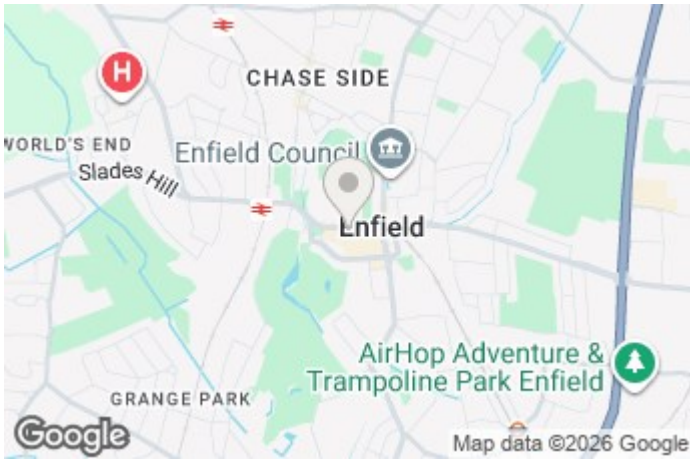 H
CHASE SIDE
WORLD'S END
Enfield Council
Slades Hill
Enfield
AirHop Adventure &
Trampoline Park Enfield
GRANGE PARK
Google
Map data ©2026 Google